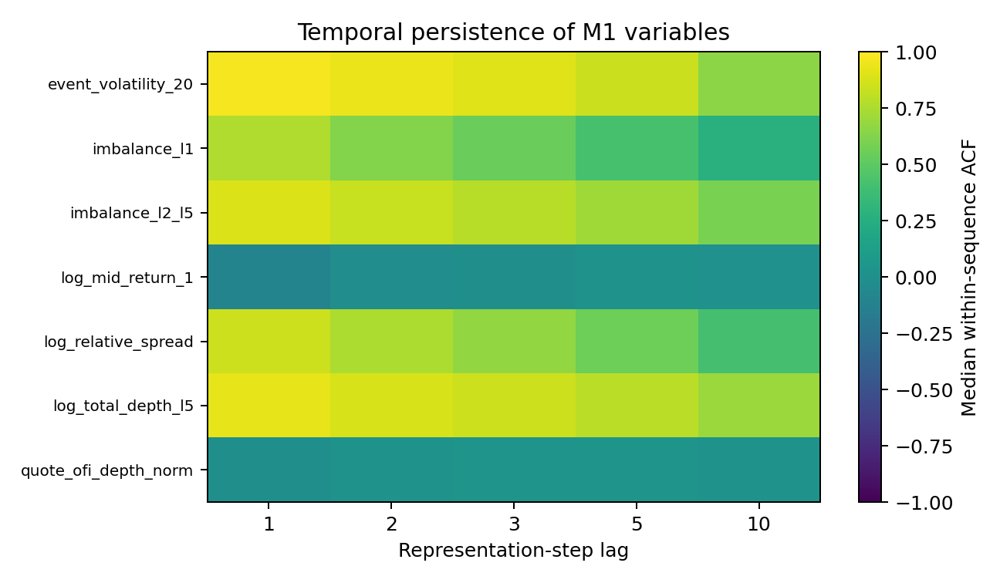 Temporal persistence of M1 variables
event_volatility_20
imbalance_l1
imbalance_l2_l5
log_mid_return_1
log_relative_spread
log_total_depth_l5
quote_ofi_depth_norm
1 2 3 5 10
Representation-step lag
1.00
0.75
0.50
0.25
0.00
−0.25
−0.50
−0.75
−1.00
Median within-sequence ACF